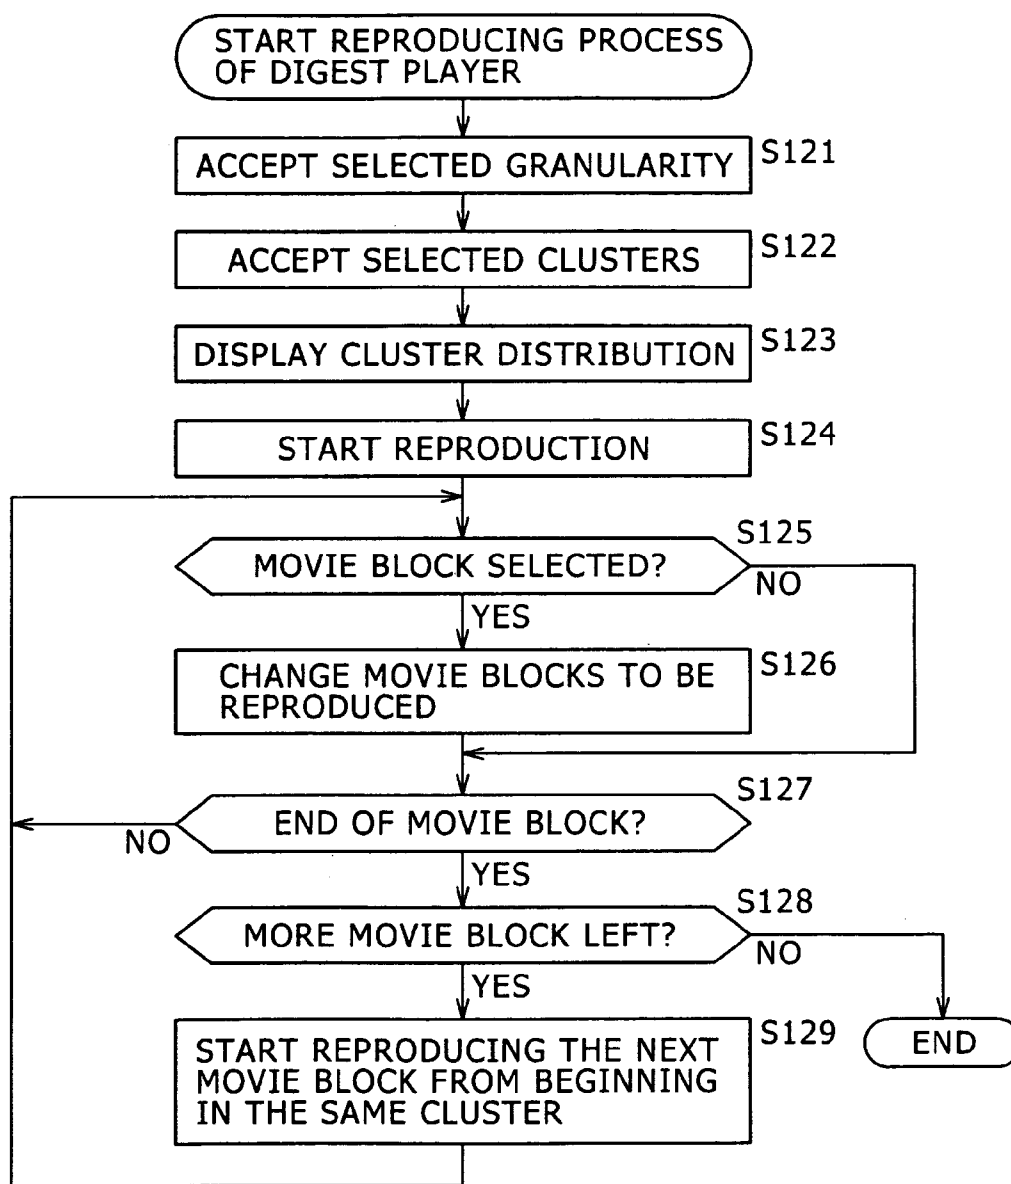 START REPRODUCING PROCESS
OF DIGEST PLAYER
ACCEPT SELECTED GRANULARITY
S121
ACCEPT SELECTED CLUSTERS
S122
DISPLAY CLUSTER DISTRIBUTION
S123
START REPRODUCTION
S124
S125
MOVIE BLOCK SELECTED?
NO
YES
CHANGE MOVIE BLOCKS TO BE
REPRODUCED
S126
S127
END OF MOVIE BLOCK?
NO
YES
S128
MORE MOVIE BLOCK LEFT?
NO
YES
START REPRODUCING THE NEXT
MOVIE BLOCK FROM BEGINNING
IN THE SAME CLUSTER
S129
END